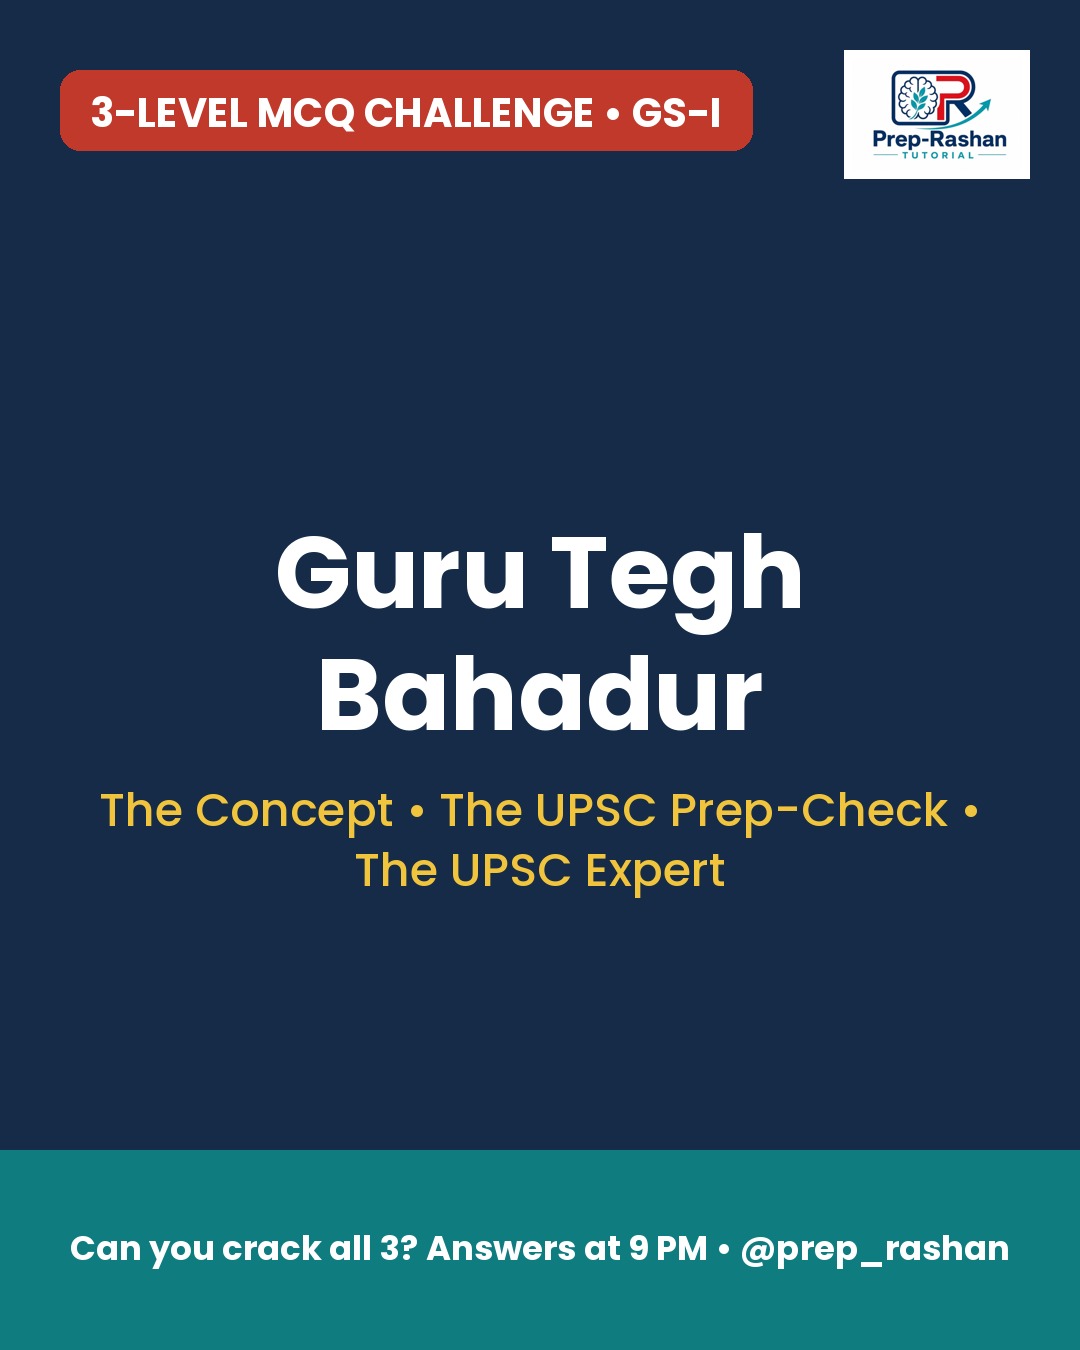 3-LEVEL MCQ CHALLENGE • GS-I
Prep-Rashan
TUTORIAL
Guru Tegh
Bahadur
The Concept • The UPSC Prep-Check •
The UPSC Expert
Can you crack all 3? Answers at 9 PM • @prep_rashan